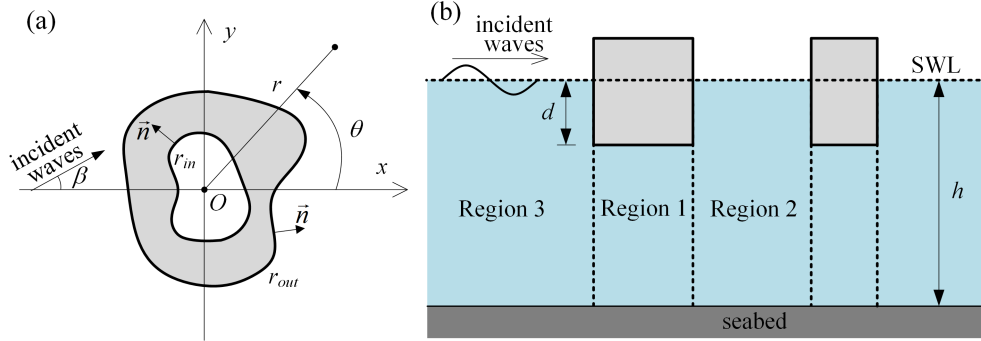 (a)
y
r
n
incident
waves
β
r_in
θ
x
O
n
r_out
(b)
incident
waves
SWL
d
h
Region 3
Region 1
Region 2
seabed